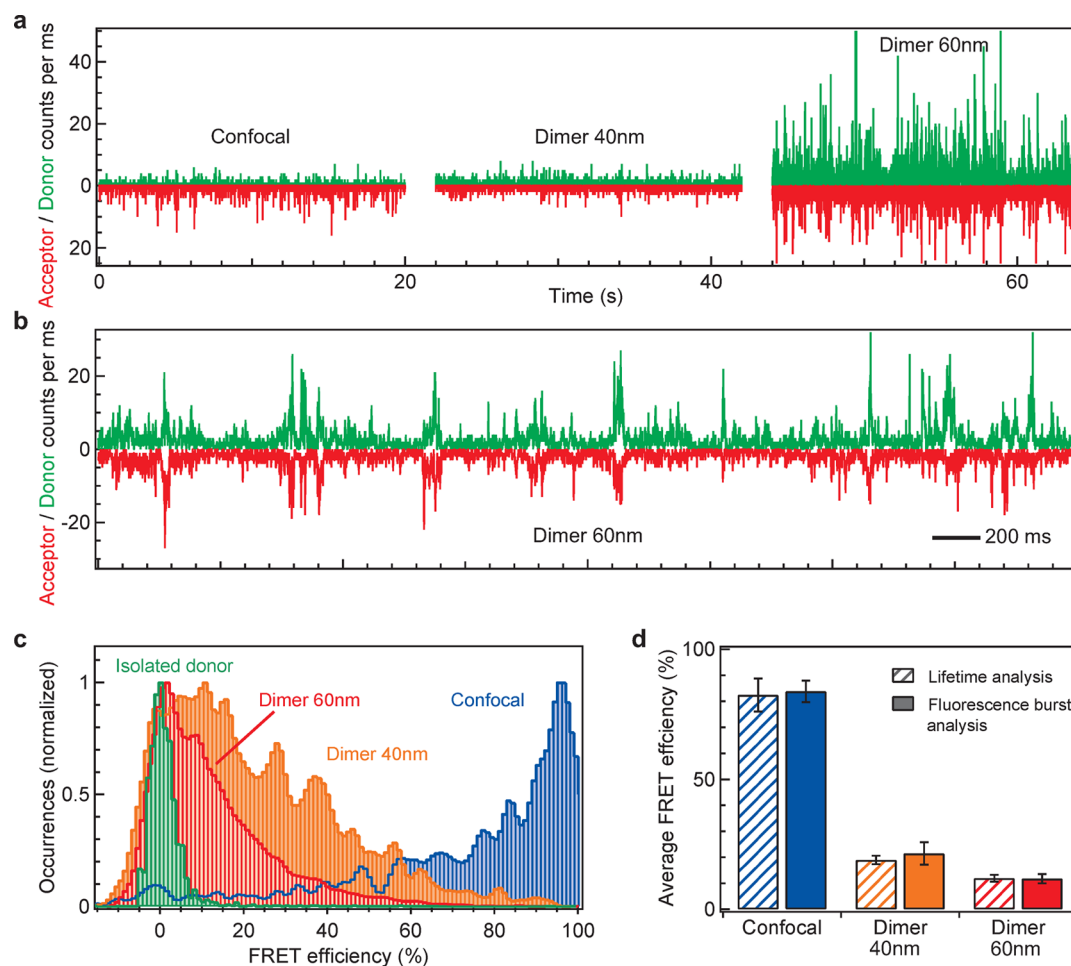 a
Acceptor / Donor counts per ms
40
20
0
20
Confocal
Dimer 40nm
Dimer 60nm
0
20
40
60
Time (s)
b
Acceptor / Donor counts per ms
20
0
-20
Dimer 60nm
200 ms
c
Occurrences (normalized)
1
0.5
0
Isolated donor
Dimer 60nm
Dimer 40nm
Confocal
0
20
40
60
80
100
FRET efficiency (%)
d
Average FRET efficiency (%)
100
50
0
Lifetime analysis
Fluorescence burst
analysis
Confocal
Dimer
40nm
Dimer
60nm